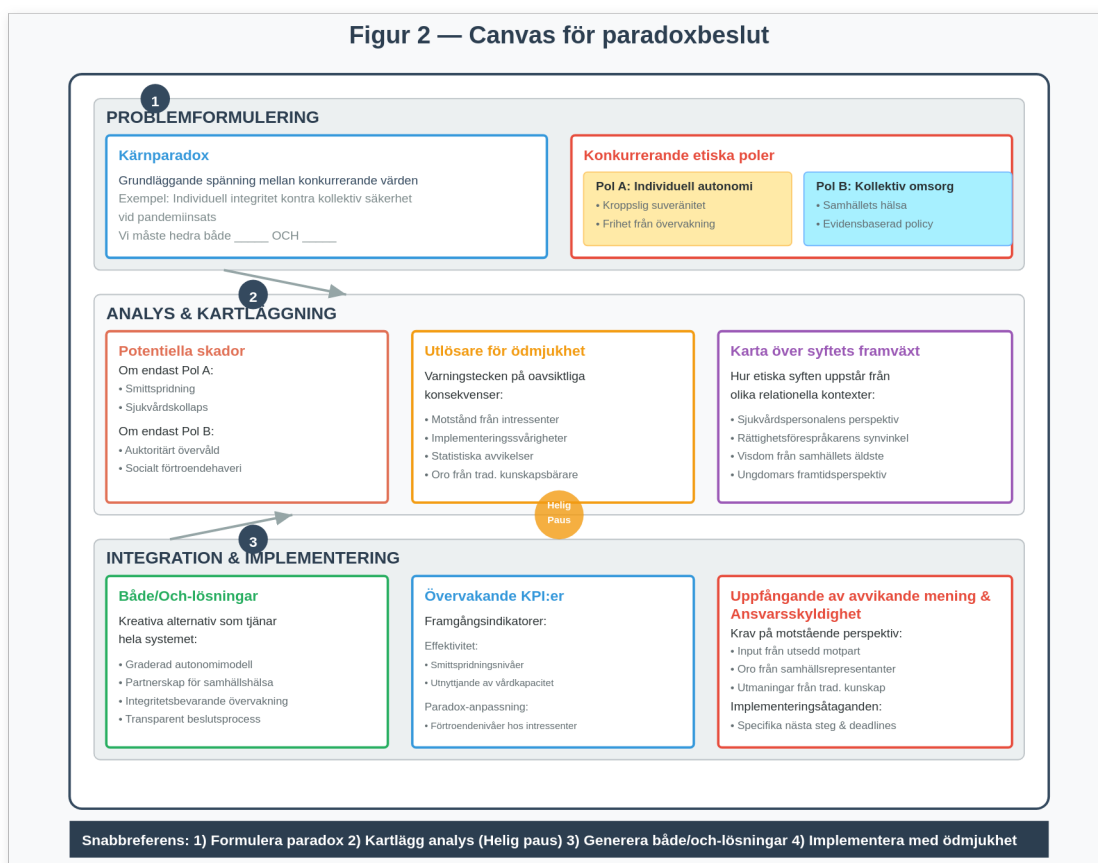 Figur 2 — Canvas för paradoxbeslut
1
PROBLEMFORMULERING
Kärnparadox
Grundläggande spänning mellan konkurrerande värden
Exempel: Individuell integritet kontra kollektiv säkerhet
vid pandemiinsats
Vi måste hedra både _____ OCH _____
Konkurrerande etiska poler
Pol A: Individuell autonomi
• Kroppslig suveränitet
• Frihet från övervakning
Pol B: Kollektiv omsorg
• Samhällets hälsa
• Evidensbaserad policy
2
ANALYS & KARTLÄGGNING
Potentiella skador
Om endast Pol A:
• Smittspridning
• Sjukvårdskollaps
Om endast Pol B:
• Auktoritärt övervåld
• Socialt förtroendehaveri
Utlösare för ödmjukhet
Varningstecken på oavsiktliga
konsekvenser:
• Motstånd från intressenter
• Implementeringssvårigheter
• Statistiska avvikelser
• Oro från trad. kunskapsbärare
Karta över syftets framväxt
Hur etiska syften uppstår från
olika relationella kontexter:
• Sjukvårdspersonalens perspektiv
• Rättighetsförespråkarens synvinkel
• Visdom från samhällets äldste
• Ungdomars framtidsperspektiv
Helig
Paus
3
INTEGRATION & IMPLEMENTERING
Både/Och-lösningar
Kreativa alternativ som tjänar
hela systemet:
• Graderad autonomimodell
• Partnerskap för samhällshälsa
• Integritetsbevarande övervakning
• Transparent beslutsprocess
Övervakande KPI:er
Framgångsindikatorer:
Effektivitet:
• Smittspridningsnivåer
• Utnyttjande av vårdkapacitet
Paradox-anpassning:
• Förtroendenivåer hos intressenter
Uppfångande av avvikande mening &
Ansvarsskyldighet
Krav på motstående perspektiv:
• Input från utsedd motpart
• Oro från samhällsrepresentanter
• Utmaningar från trad. kunskap
Implementeringsåtaganden:
• Specifika nästa steg & deadlines
Snabbreferens: 1) Formulera paradox 2) Kartlägg analys (Helig paus) 3) Generera både/och-lösningar 4) Implementera med ödmjukhet